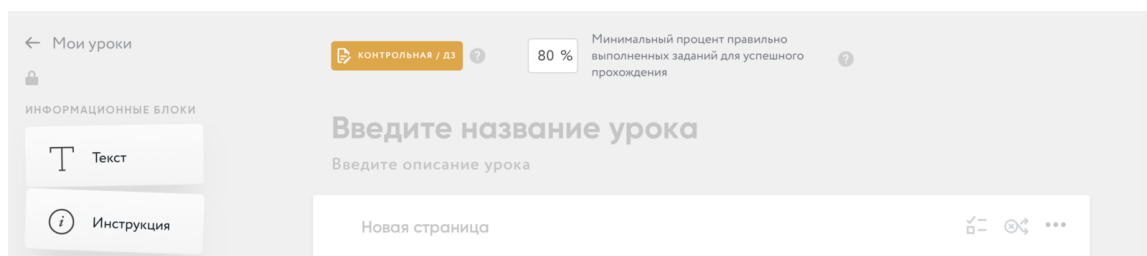 ← Мои уроки
ИНФОРМАЦИОННЫЕ БЛОКИ
Текст
Инструкция
КОНТРОЛЬНАЯ / ДЗ ?
80 %
Минимальный процент правильно
выполненных заданий для успешного
прохождения
?
Введите название урока
Введите описание урока
Новая страница